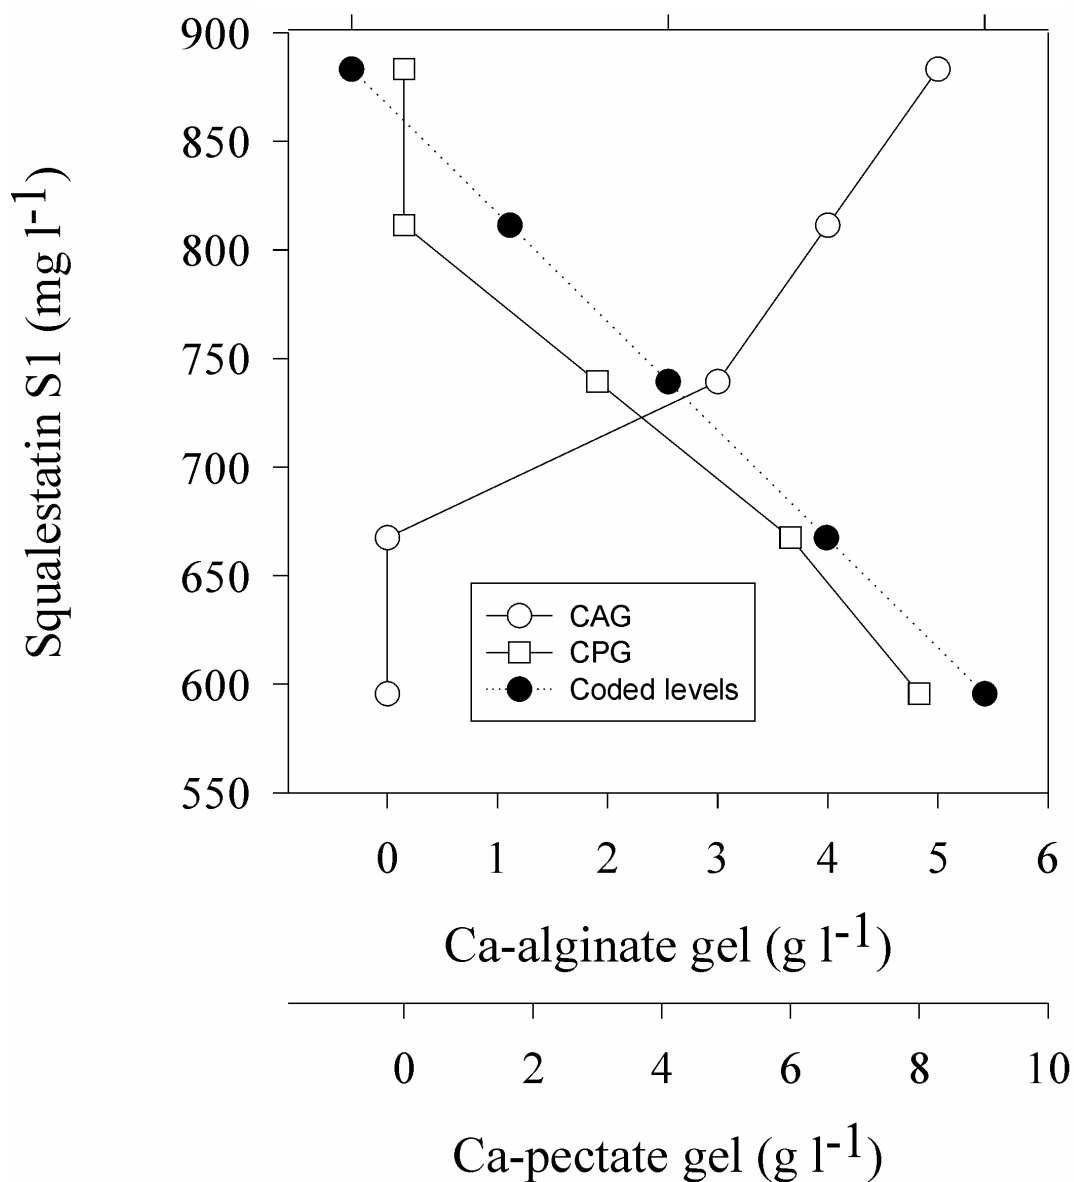 900
850
800
750
700
650
600
550
Squalestatin S1 (mg l-1)
CAG
CPG
Coded levels
0 1 2 3 4 5 6
Ca-alginate gel (g l-1)
0 2 4 6 8 10
Ca-pectate gel (g l-1)